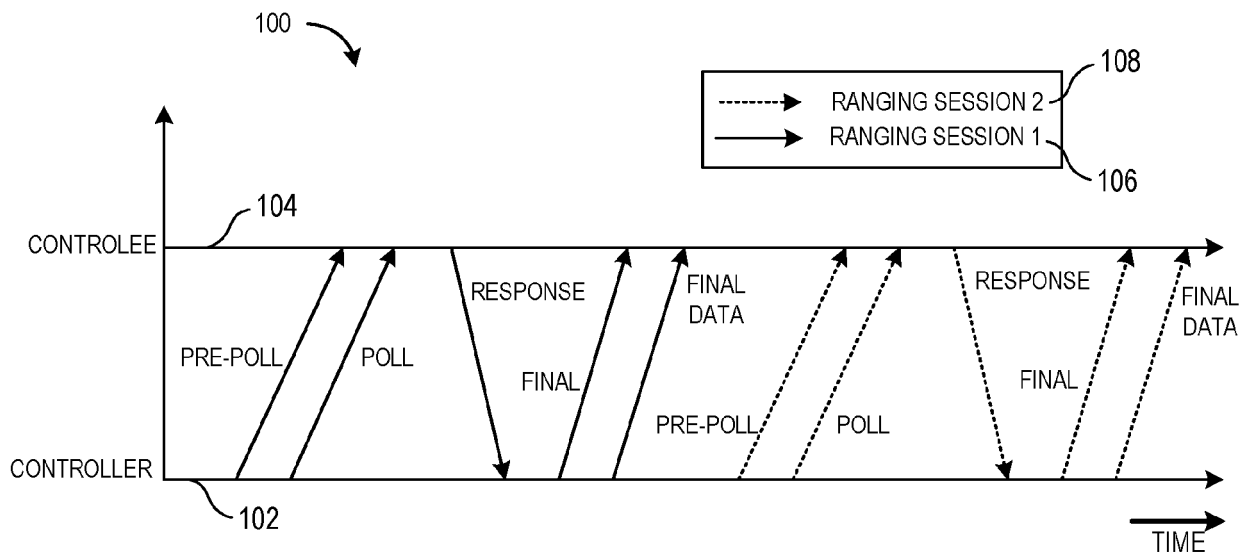 100
108
RANGING SESSION 2
RANGING SESSION 1
106
104
CONTROLEE
RESPONSE
FINAL
DATA
RESPONSE
FINAL
DATA
PRE-POLL
POLL
FINAL
PRE-POLL
POLL
FINAL
CONTROLLER
102
TIME